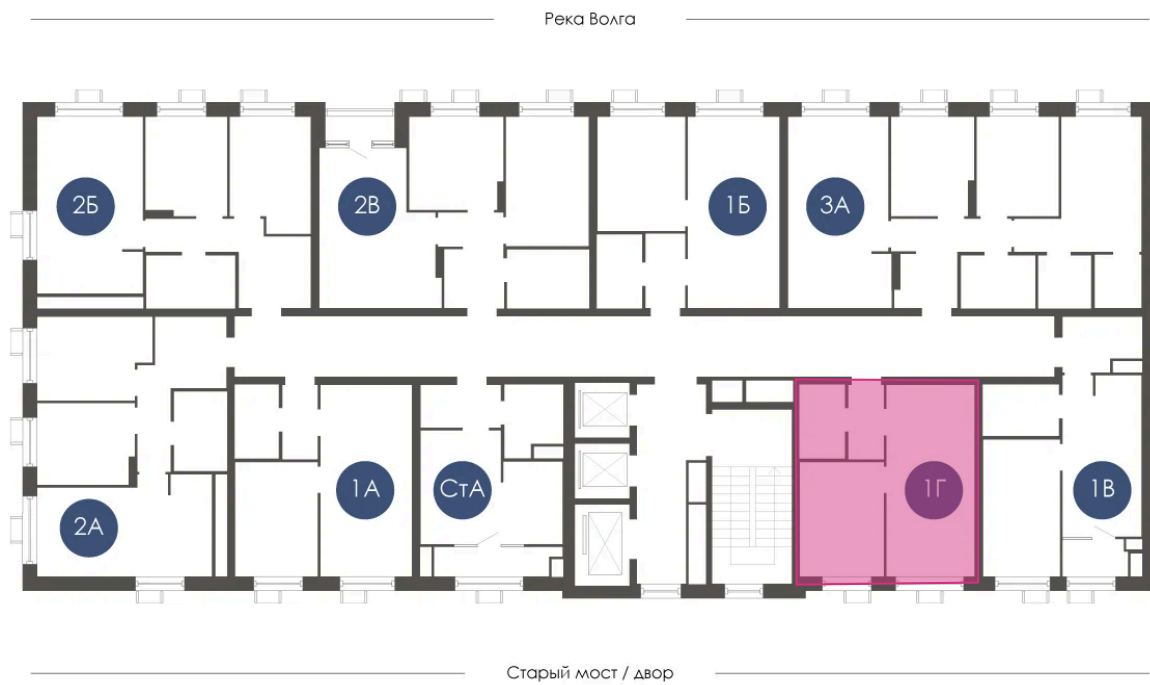 Река Волга
2Б
2В
1Б
3А
2А
1А
СтА
1Г
1В
Старый мост / двор